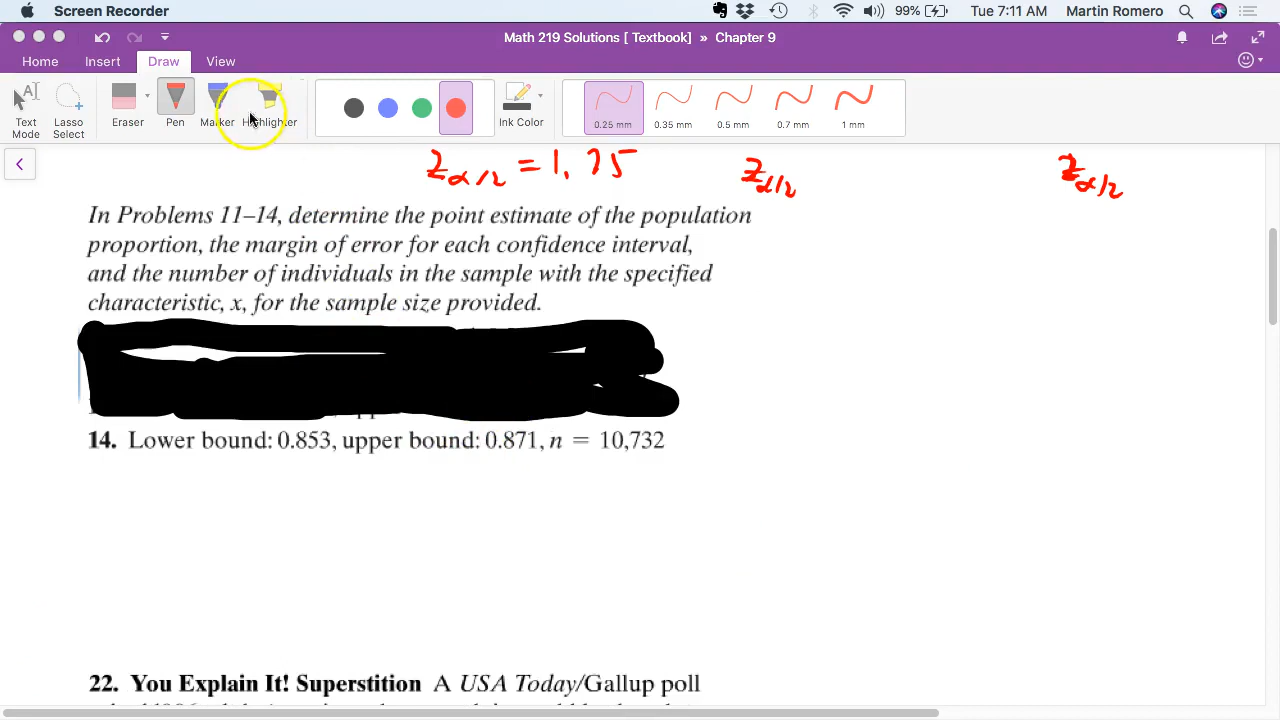 Screen Recorder
99%
Tue 7:11 AM
Martin Romero
Math 219 Solutions [ Textbook] » Chapter 9
Home
Insert
Draw
View
Text Mode
Lasso Select
Eraser
Pen
Marker
Highlighter
Ink Color
0.25 mm
0.35 mm
0.5 mm
0.7 mm
1 mm
Zα/2 = 1.75
Zα/2
Zα/2
In Problems 11–14, determine the point estimate of the population
proportion, the margin of error for each confidence interval,
and the number of individuals in the sample with the specified
characteristic, x, for the sample size provided.
14. Lower bound: 0.853, upper bound: 0.871, n = 10,732
22. You Explain It! Superstition A USA Today/Gallup poll